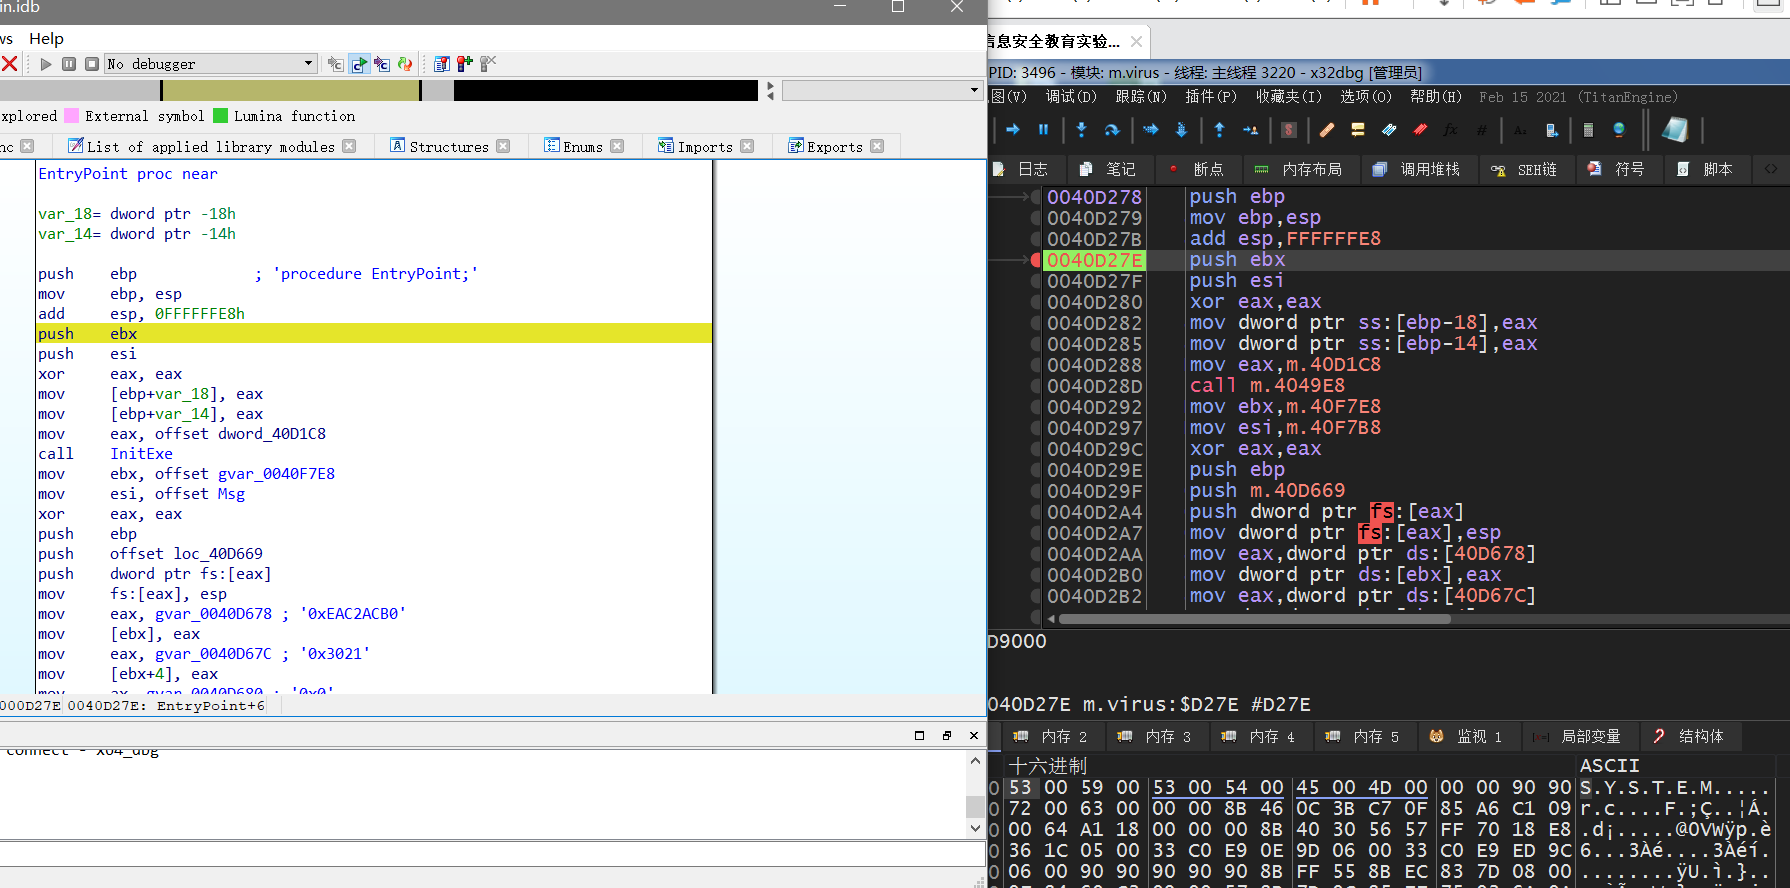 in.idb
ws Help
No debugger
xplored External symbol Lumina function
nc List of applied library modules Structures Enums Imports Exports
EntryPoint proc near
var_18= dword ptr -18h
var_14= dword ptr -14h
push ebp ; 'procedure EntryPoint;'
mov ebp, esp
add esp, 0FFFFFFE8h
push ebx
push esi
xor eax, eax
mov [ebp+var_18], eax
mov [ebp+var_14], eax
mov eax, offset dword_40D1C8
call InitExe
mov ebx, offset gvar_0040F7E8
mov esi, offset Msg
xor eax, eax
push ebp
push offset loc_40D669
push dword ptr fs:[eax]
mov fs:[eax], esp
mov eax, gvar_0040D678 ; '0xEAC2ACB0'
mov [ebx], eax
mov eax, gvar_0040D67C ; '0x3021'
mov [ebx+4], eax
mov ax, gvar_0040D680 ; '0x0'
000D27E 0040D27E: EntryPoint+6
connect - x64_dbg
信息安全教育实验...
PID: 3496 - 模块: m.virus - 线程: 主线程 3220 - x32dbg [管理员]
图(V) 调试(D) 跟踪(N) 插件(P) 收藏夹(I) 选项(O) 帮助(H) Feb 15 2021 (TitanEngine)
日志 笔记 断点 内存布局 调用堆栈 SEH链 符号 脚本
0040D278 push ebp
0040D279 mov ebp,esp
0040D27B add esp,FFFFFFE8
0040D27E push ebx
0040D27F push esi
0040D280 xor eax,eax
0040D282 mov dword ptr ss:[ebp-18],eax
0040D285 mov dword ptr ss:[ebp-14],eax
0040D288 mov eax,m.40D1C8
0040D28D call m.4049E8
0040D292 mov ebx,m.40F7E8
0040D297 mov esi,m.40F7B8
0040D29C xor eax,eax
0040D29E push ebp
0040D29F push m.40D669
0040D2A4 push dword ptr fs:[eax]
0040D2A7 mov dword ptr fs:[eax],esp
0040D2AA mov eax,dword ptr ds:[40D678]
0040D2B0 mov dword ptr ds:[ebx],eax
0040D2B2 mov eax,dword ptr ds:[40D67C]
D9000
040D27E m.virus:$D27E #D27E
内存 2 内存 3 内存 4 内存 5 监视 1 局部变量 结构体
十六进制 ASCII
0 53 00 59 00 53 00 54 00 45 00 4D 00 00 00 90 90 S.Y.S.T.E.M.....
0 72 00 63 00 00 00 8B 46 0C 3B C7 0F 85 A6 C1 09 r.c....F.;Ç..¦Á.
0 00 64 A1 18 00 00 00 8B 40 30 56 57 FF 70 18 E8 .d¡.....@0VWÿp.è
0 36 1C 05 00 33 C0 E9 0E 9D 06 00 33 C0 E9 ED 9C 6...3Àé....3Àéí.
0 06 00 90 90 90 90 90 8B FF 55 8B EC 83 7D 08 00 ........ÿU.ì.}..